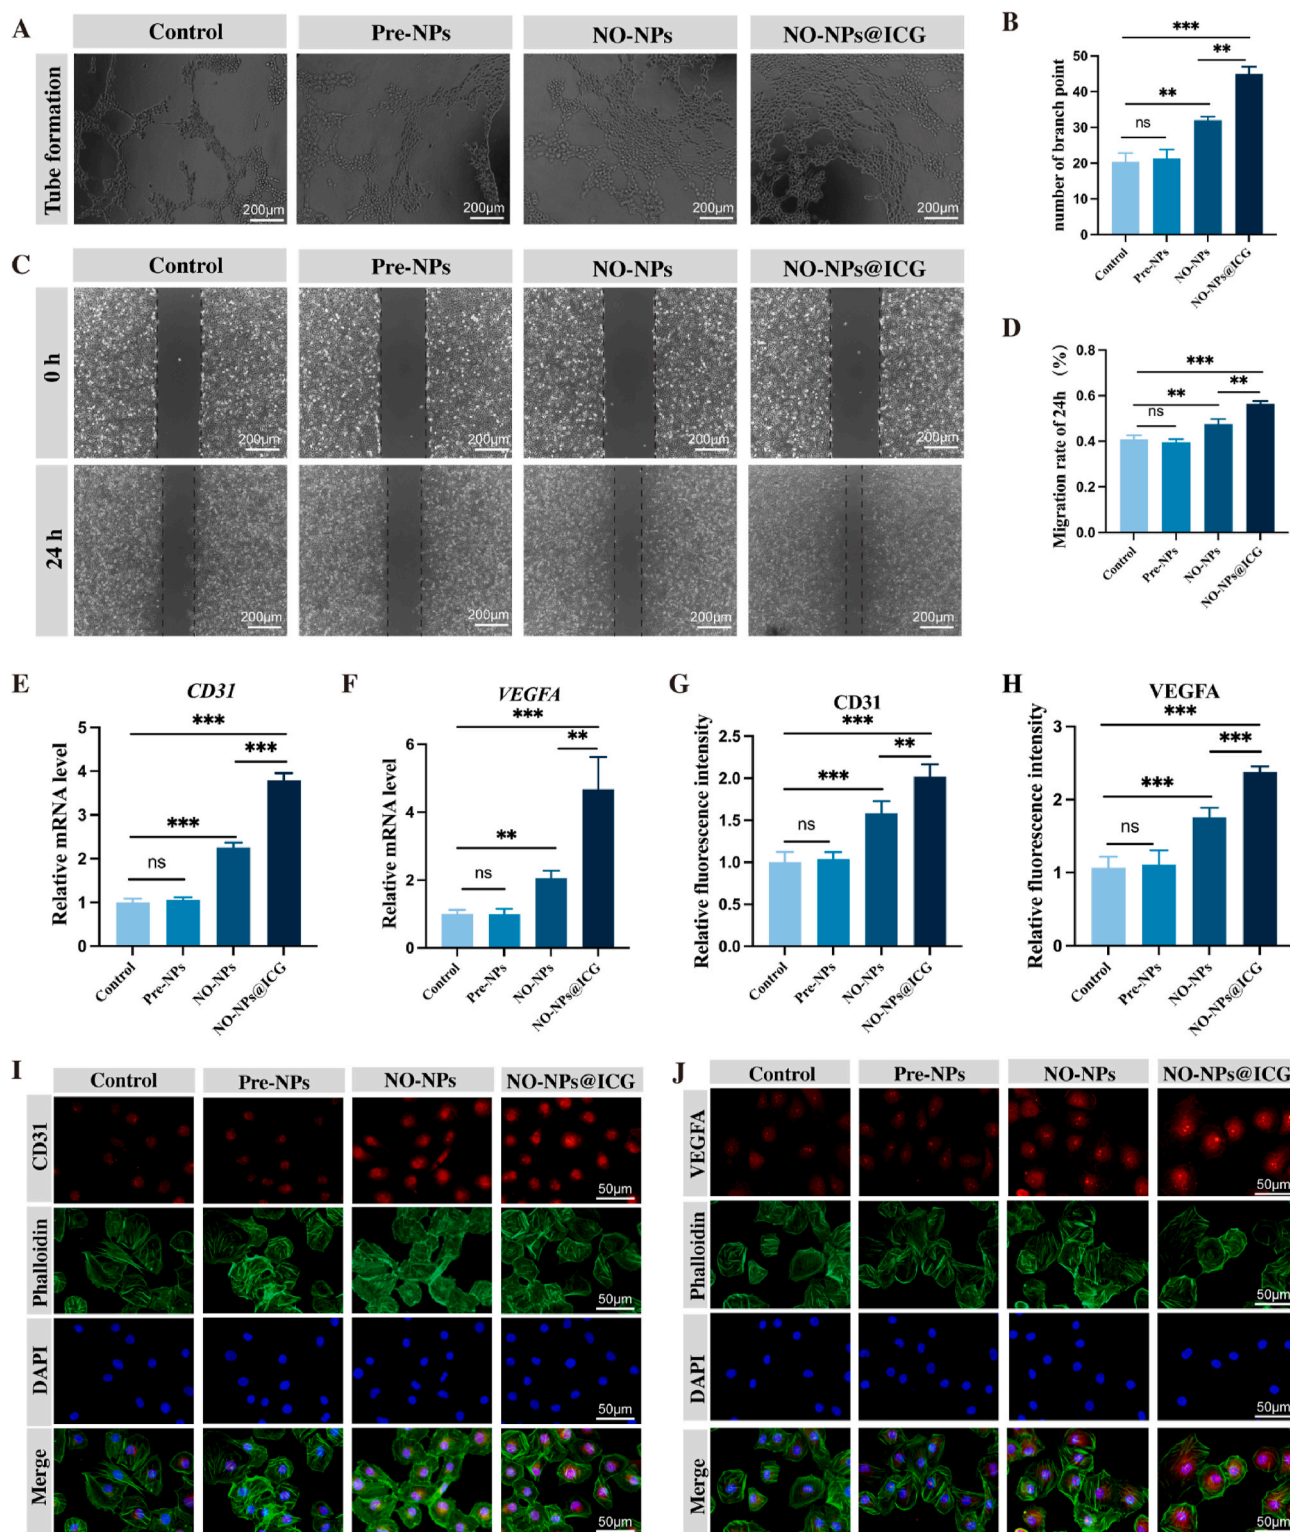 A
Control
Pre-NPs
NO-NPs
NO-NPs@ICG
Tube formation
200μm
200μm
200μm
200μm
B
***
**
**
ns
number of branch point
50
40
30
20
10
0
Control
Pre-NPs
NO-NPs
NO-NPs@ICG
C
Control
Pre-NPs
NO-NPs
NO-NPs@ICG
0 h
200μm
200μm
200μm
200μm
24 h
200μm
200μm
200μm
200μm
D
***
**
**
ns
Migration rate of 24h (%)
0.8
0.6
0.4
0.2
0.0
Control
Pre-NPs
NO-NPs
NO-NPs@ICG
E
CD31
***
***
***
ns
Relative mRNA level
5
4
3
2
1
0
Control
Pre-NPs
NO-NPs
NO-NPs@ICG
F
VEGFA
***
**
**
ns
Relative mRNA level
6
4
2
0
Control
Pre-NPs
NO-NPs
NO-NPs@ICG
G
CD31
***
**
***
ns
Relative fluorescence intensity
2.5
2.0
1.5
1.0
0.5
0.0
Control
Pre-NPs
NO-NPs
NO-NPs@ICG
H
VEGFA
***
***
***
ns
Relative fluorescence intensity
3
2
1
0
Control
Pre-NPs
NO-NPs
NO-NPs@ICG
I
Control
Pre-NPs
NO-NPs
NO-NPs@ICG
CD31
50μm
Phalloidin
50μm
DAPI
50μm
Merge
50μm
J
Control
Pre-NPs
NO-NPs
NO-NPs@ICG
VEGFA
50μm
Phalloidin
50μm
DAPI
50μm
Merge
50μm